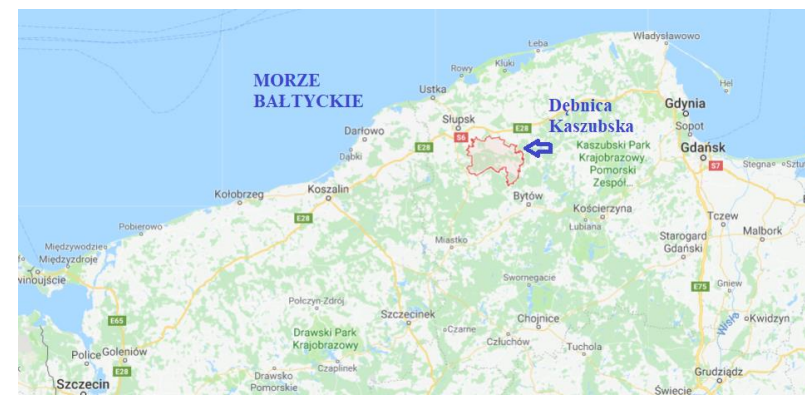 Władysławowo
Łeba
Rowy
Kluki
MORZE
BAŁTYCKIE
Ustka
Hel
Dębnica
Kaszubska
Gdynia
Słupsk
Sopot
Darłowo
S6
E28
Kaszubski Park
Krajobrazowy.
Pomorski
Zespół...
Gdańsk
E28
Dąbki
S7
Stegna
Sztu
Kołobrzeg
Koszalin
Bytów
Kościerzyna
E28
Lubiana
Tczew
Pobierowo
Malbork
Miastko
Starogard
Gdański
Międzywodzie
Międzyzdroje
winoujście
Swornegacie
E75
Gniew
Połczyn-Zdrój
Szczecinek
Chojnice
Wisła
Kwidzyn
E65
Czarne
Drawski Park
Krajobrazowy
Człuchów
Tuchola
Police
Goleniów
Czaplinek
E28
Drawsko
Pomorskie
Grudziądz
Szczecin
Świecie